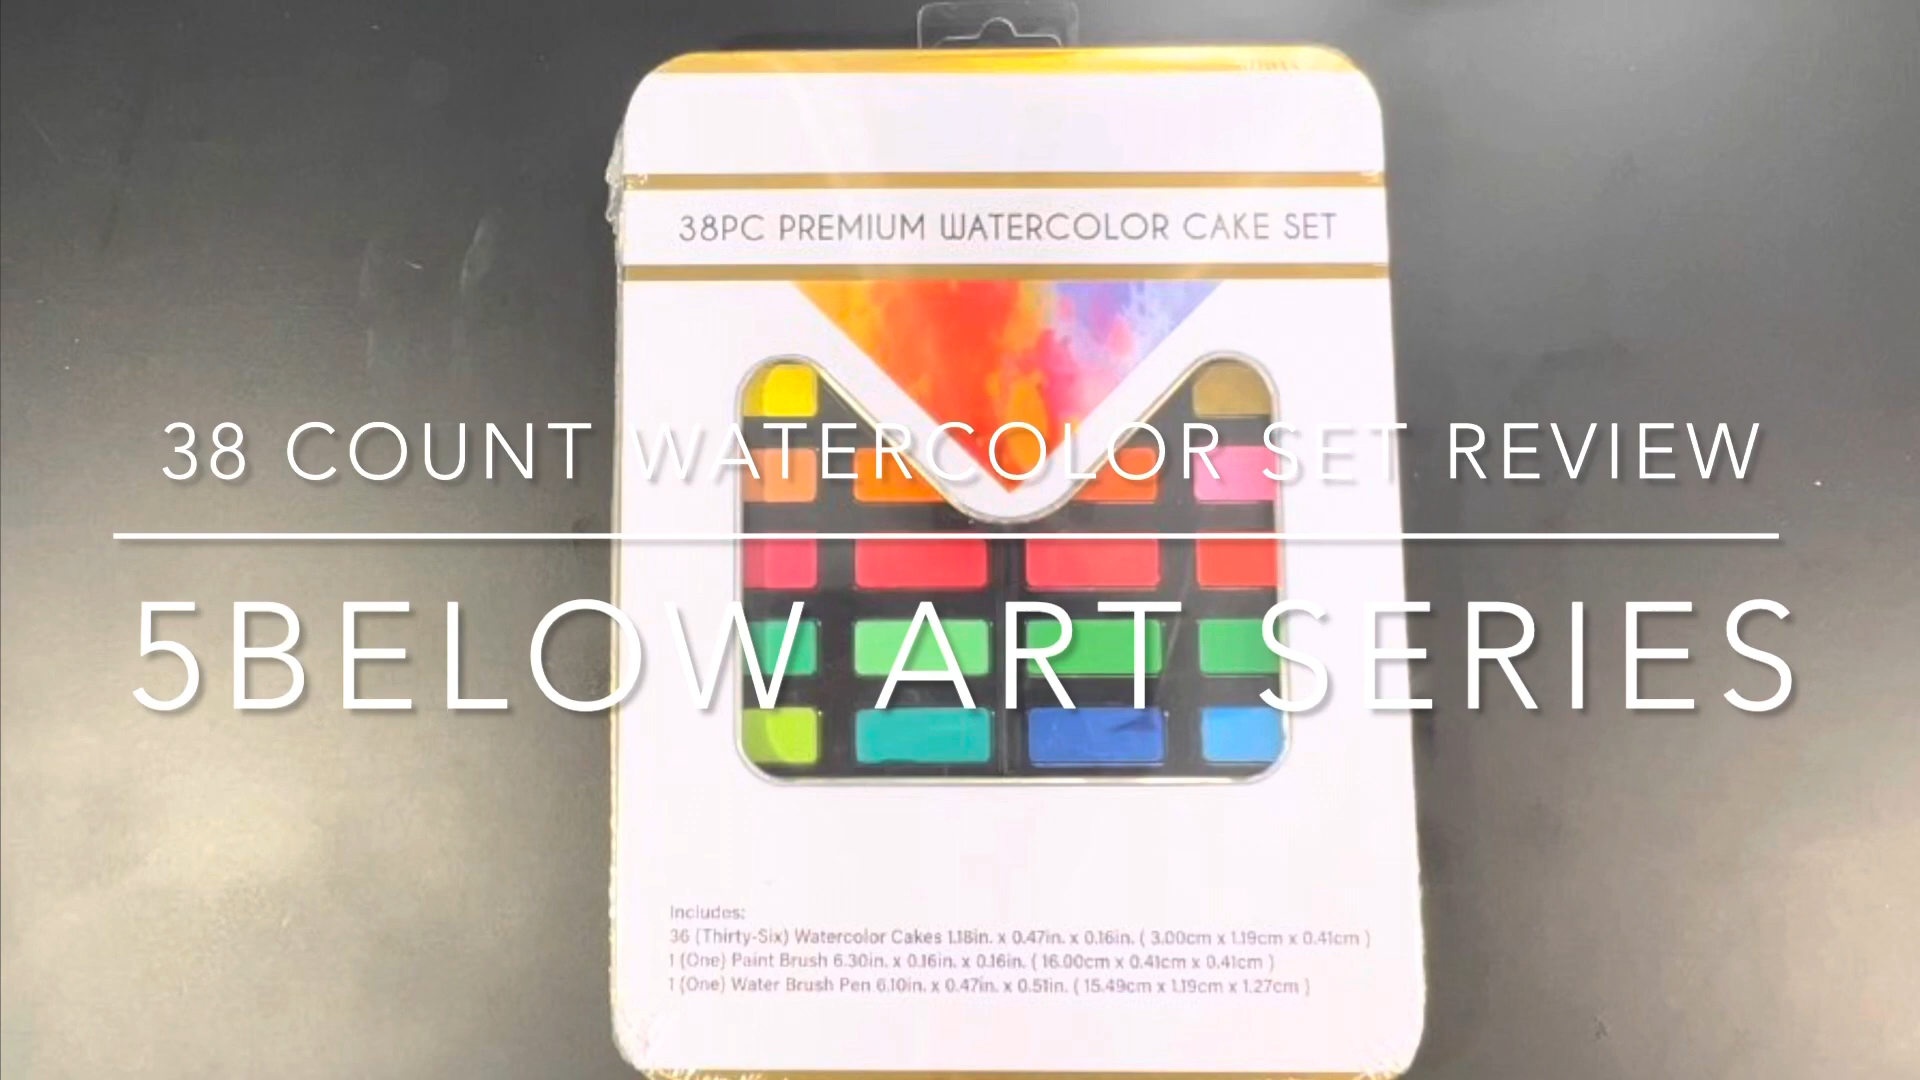 38PC PREMIUM WATERCOLOR CAKE SET
38 COUNT WATERCOLOR SET REVIEW
5BELOW ART SERIES
Includes:
36 (Thirty-Six) Watercolor Cakes 1.18in. x 0.47in. x 0.16in. ( 3.00cm x 1.19cm x 0.41cm )
1 (One) Paint Brush 6.30in. x 0.16in. x 0.16in. ( 16.00cm x 0.41cm x 0.41cm )
1 (One) Water Brush Pen 6.10in. x 0.47in. x 0.51in. ( 15.49cm x 1.19cm x 1.27cm )